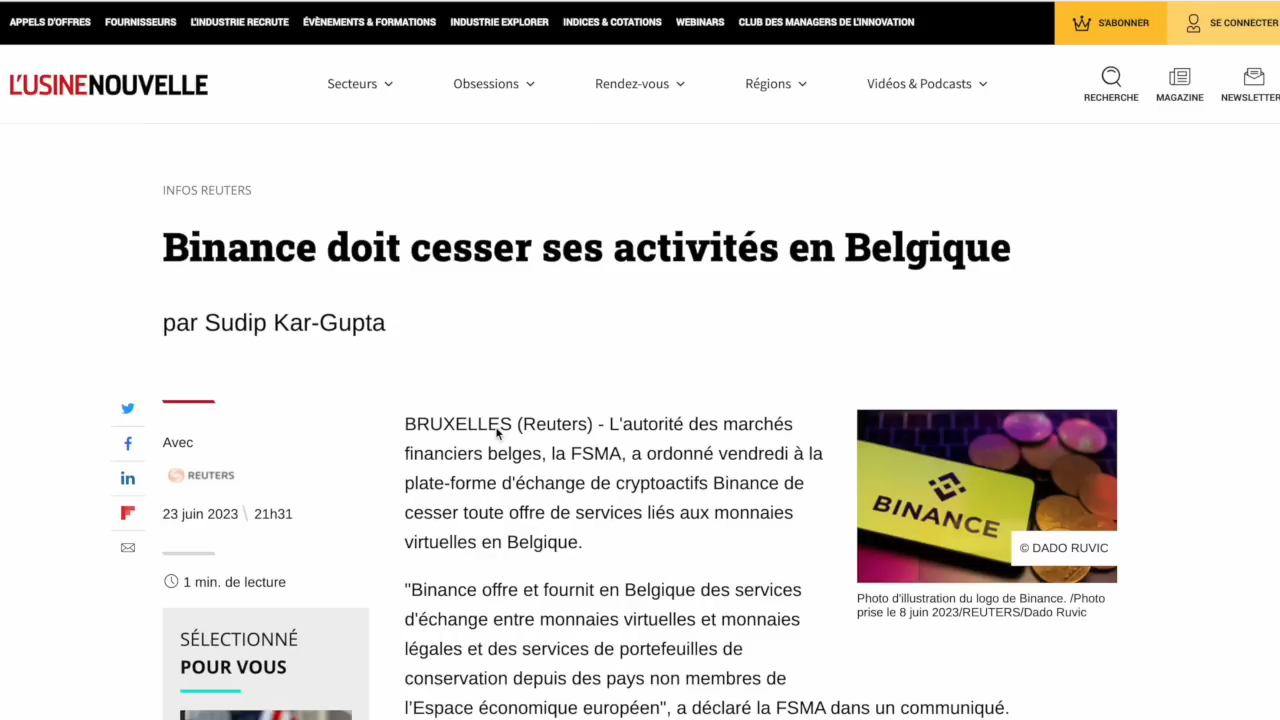 APPELS D'OFFRES FOURNISSEURS L'INDUSTRIE RECRUTE ÉVÈNEMENTS & FORMATIONS INDUSTRIE EXPLORER INDICES & COTATIONS WEBINARS CLUB DES MANAGERS DE L'INNOVATION S'ABONNER SE CONNECTER
L'USINENOUVELLE Secteurs Obsessions Rendez-vous Régions Vidéos & Podcasts
RECHERCHE MAGAZINE NEWSLETTER
INFOS REUTERS
Binance doit cesser ses activités en Belgique
par Sudip Kar-Gupta
Avec
REUTERS
23 juin 2023 \ 21h31
1 min. de lecture
SÉLECTIONNÉ
POUR VOUS
BRUXELLES (Reuters) - L'autorité des marchés
financiers belges, la FSMA, a ordonné vendredi à la
plate-forme d'échange de cryptoactifs Binance de
cesser toute offre de services liés aux monnaies
virtuelles en Belgique.
"Binance offre et fournit en Belgique des services
d'échange entre monnaies virtuelles et monnaies
légales et des services de portefeuilles de
conservation depuis des pays non membres de
l'Espace économique européen", a déclaré la FSMA dans un communiqué.
BINANCE
© DADO RUVIC
Photo d'illustration du logo de Binance. /Photo
prise le 8 juin 2023/REUTERS/Dado Ruvic